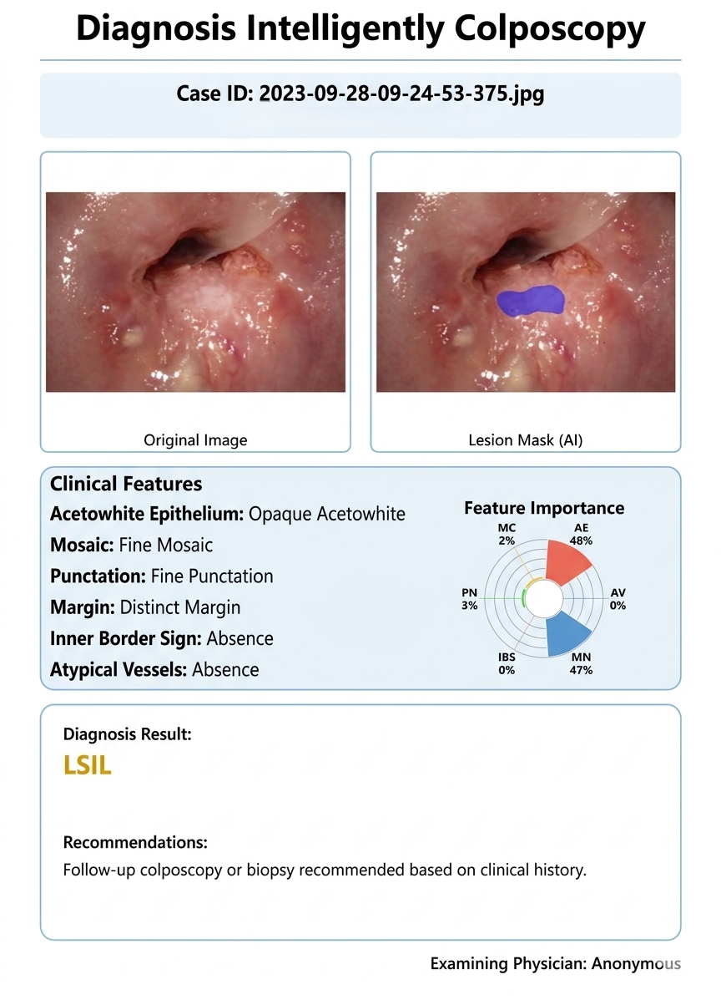 Diagnosis Intelligently Colposcopy
Case ID: 2023-09-28-09-24-53-375.jpg
Original Image
Lesion Mask (AI)
Clinical Features
Acetowhite Epithelium: Opaque Acetowhite
Mosaic: Fine Mosaic
Punctation: Fine Punctation
Margin: Distinct Margin
Inner Border Sign: Absence
Atypical Vessels: Absence
Feature Importance
MC
2%
AE
48%
PN
3%
AV
0%
IBS
0%
MN
47%
Diagnosis Result:
LSIL
Recommendations:
Follow-up colposcopy or biopsy recommended based on clinical history.
Examining Physician: Anonymous